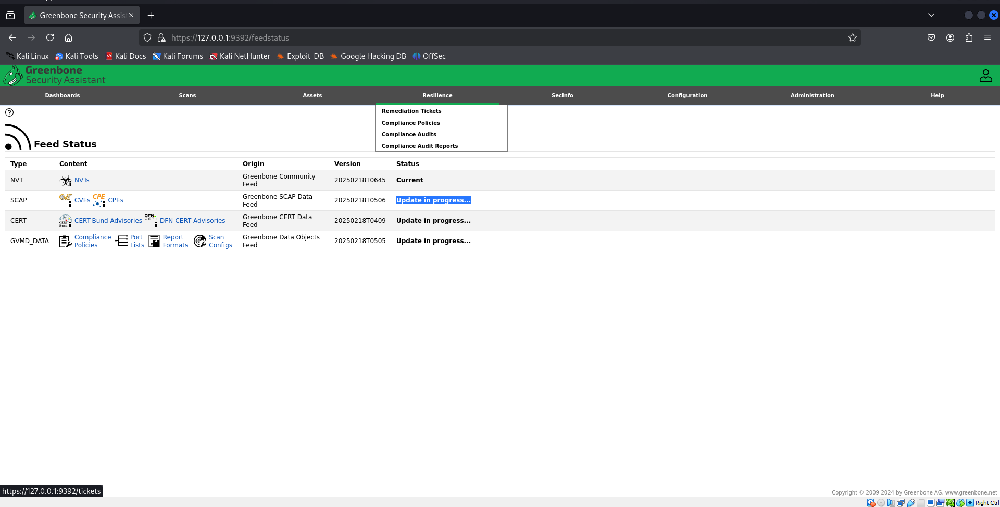 Greenbone Security Assis
https://127.0.0.1:9392/feedstatus
Kali Linux Kali Tools Kali Docs Kali Forums Kali NetHunter Exploit-DB Google Hacking DB OffSec
Greenbone
Security Assistant
Dashboards Scans Assets Resilience SecInfo Configuration Administration Help
Remediation Tickets
Compliance Policies
Compliance Audits
Compliance Audit Reports
Feed Status
Type Content Origin Version Status
NVT NVTs Greenbone Community Feed 20250218T0645 Current
SCAP CVE CVEs CPE CPEs Greenbone SCAP Data Feed 20250218T0506 Update in progress...
CERT CERT Bund CERT-Bund Advisories DFN CERT DFN-CERT Advisories Greenbone CERT Data Feed 20250218T0409 Update in progress...
GVMD_DATA Compliance Policies Port Lists Report Formats Scan Configs Greenbone Data Objects Feed 20250218T0505 Update in progress...
https://127.0.0.1:9392/tickets
Copyright © 2009-2024 by Greenbone AG, www.greenbone.net
Right Ctrl